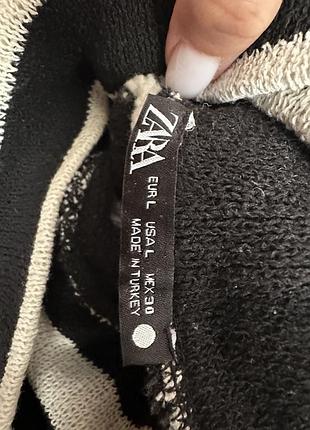 ZARA
EUR L
USA L
MEX 30
MADE IN TURKEY